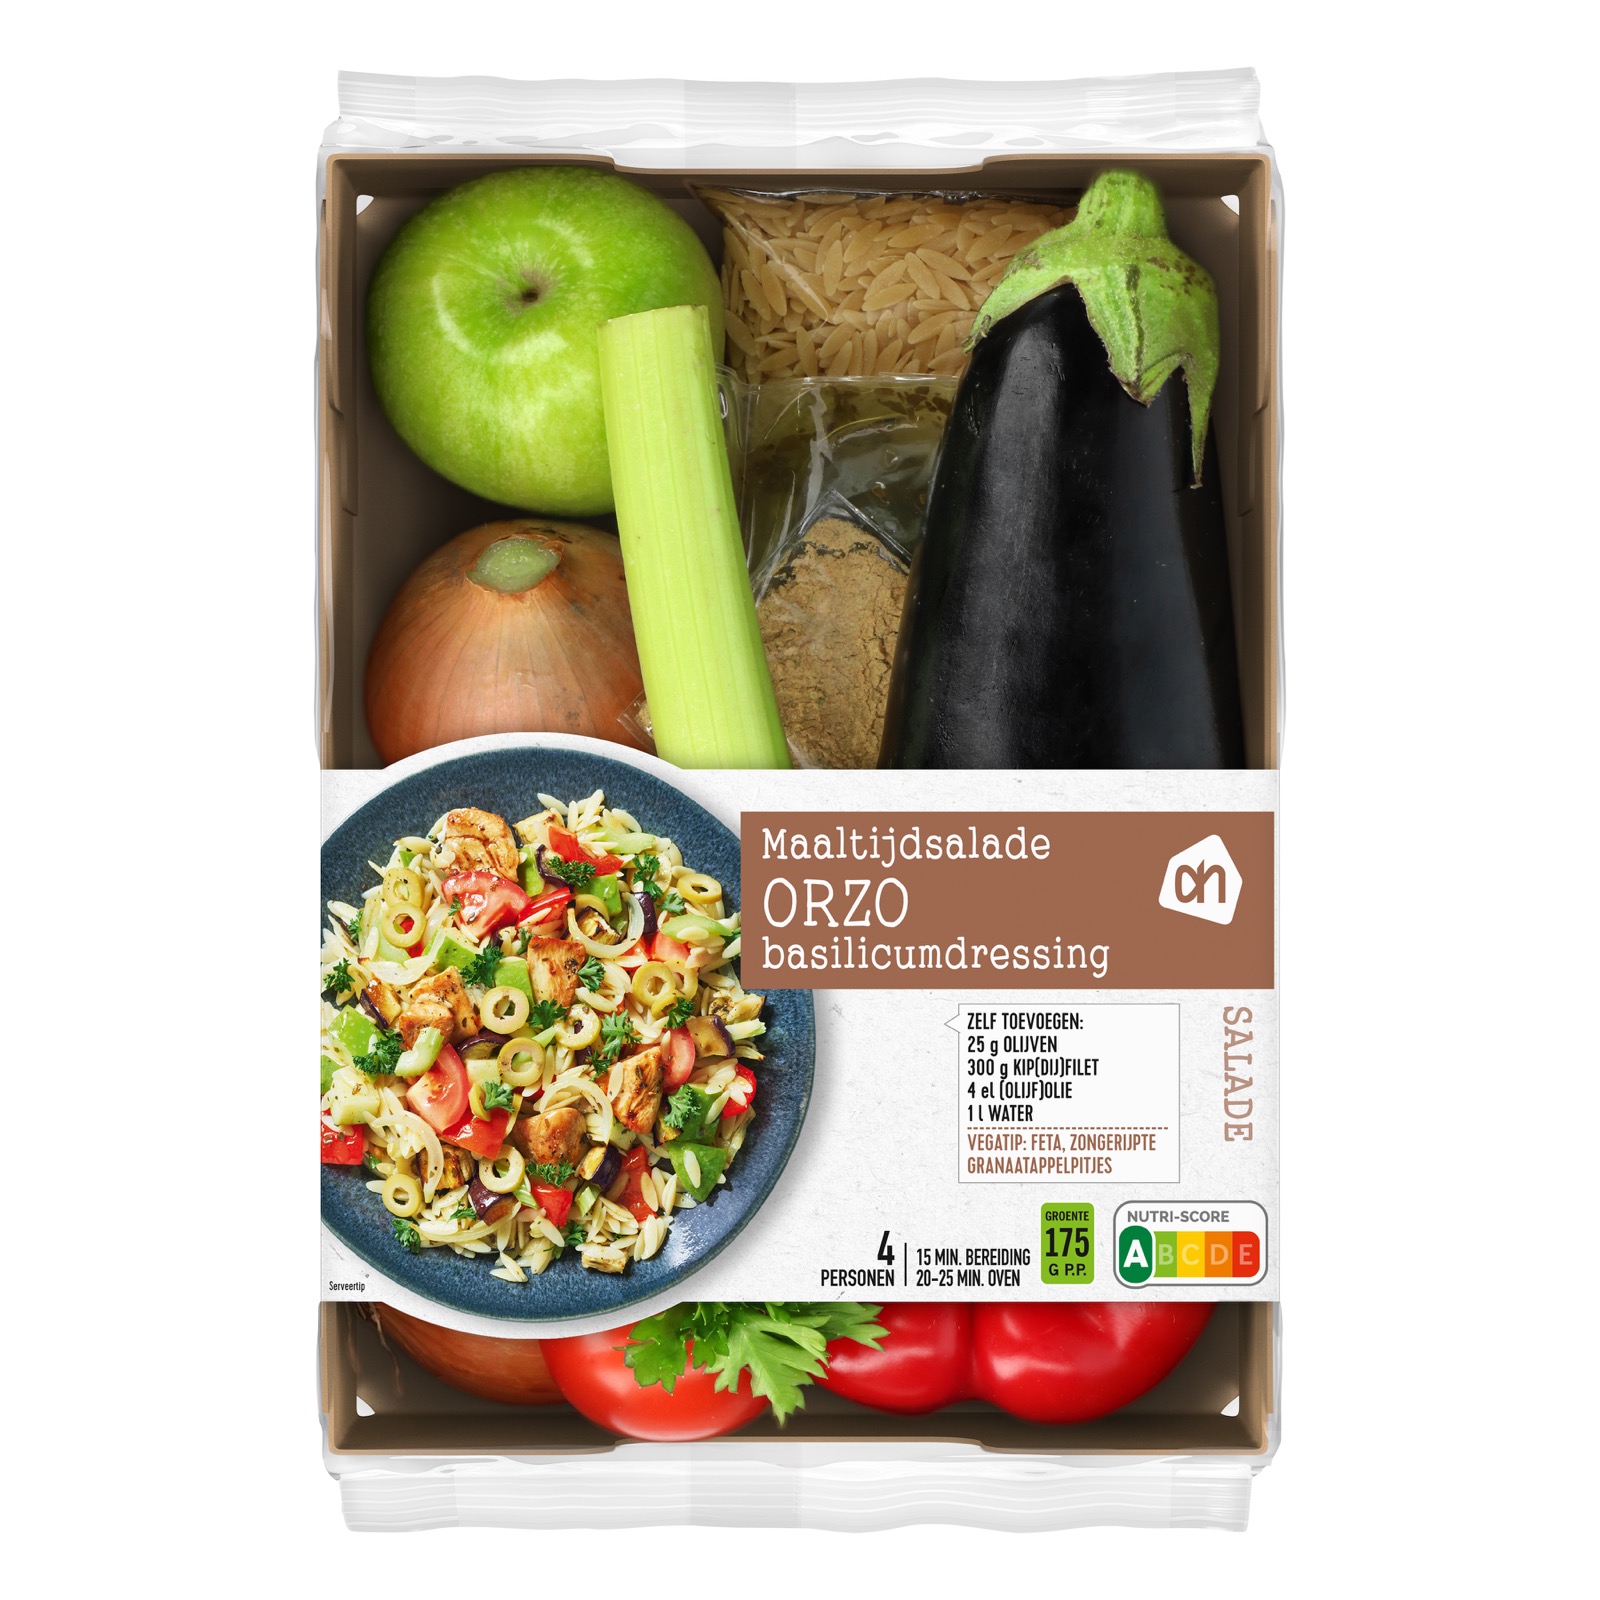 Maaltijdsalade
ORZO
basilicumdressing
ah
ZELF TOEVOEGEN:
25 g OLIJVEN
300 g KIP(DIJ)FILET
4 el (OLIJF)OLIE
1 l WATER
VEGATIP: FETA, ZONGERIJPTE
GRANAATAPPELPITJES
SALADE
4
PERSONEN
15 MIN. BEREIDING
20-25 MIN. OVEN
GROENTE
175
G P.P.
NUTRI-SCORE
A B C D E
Serveertip